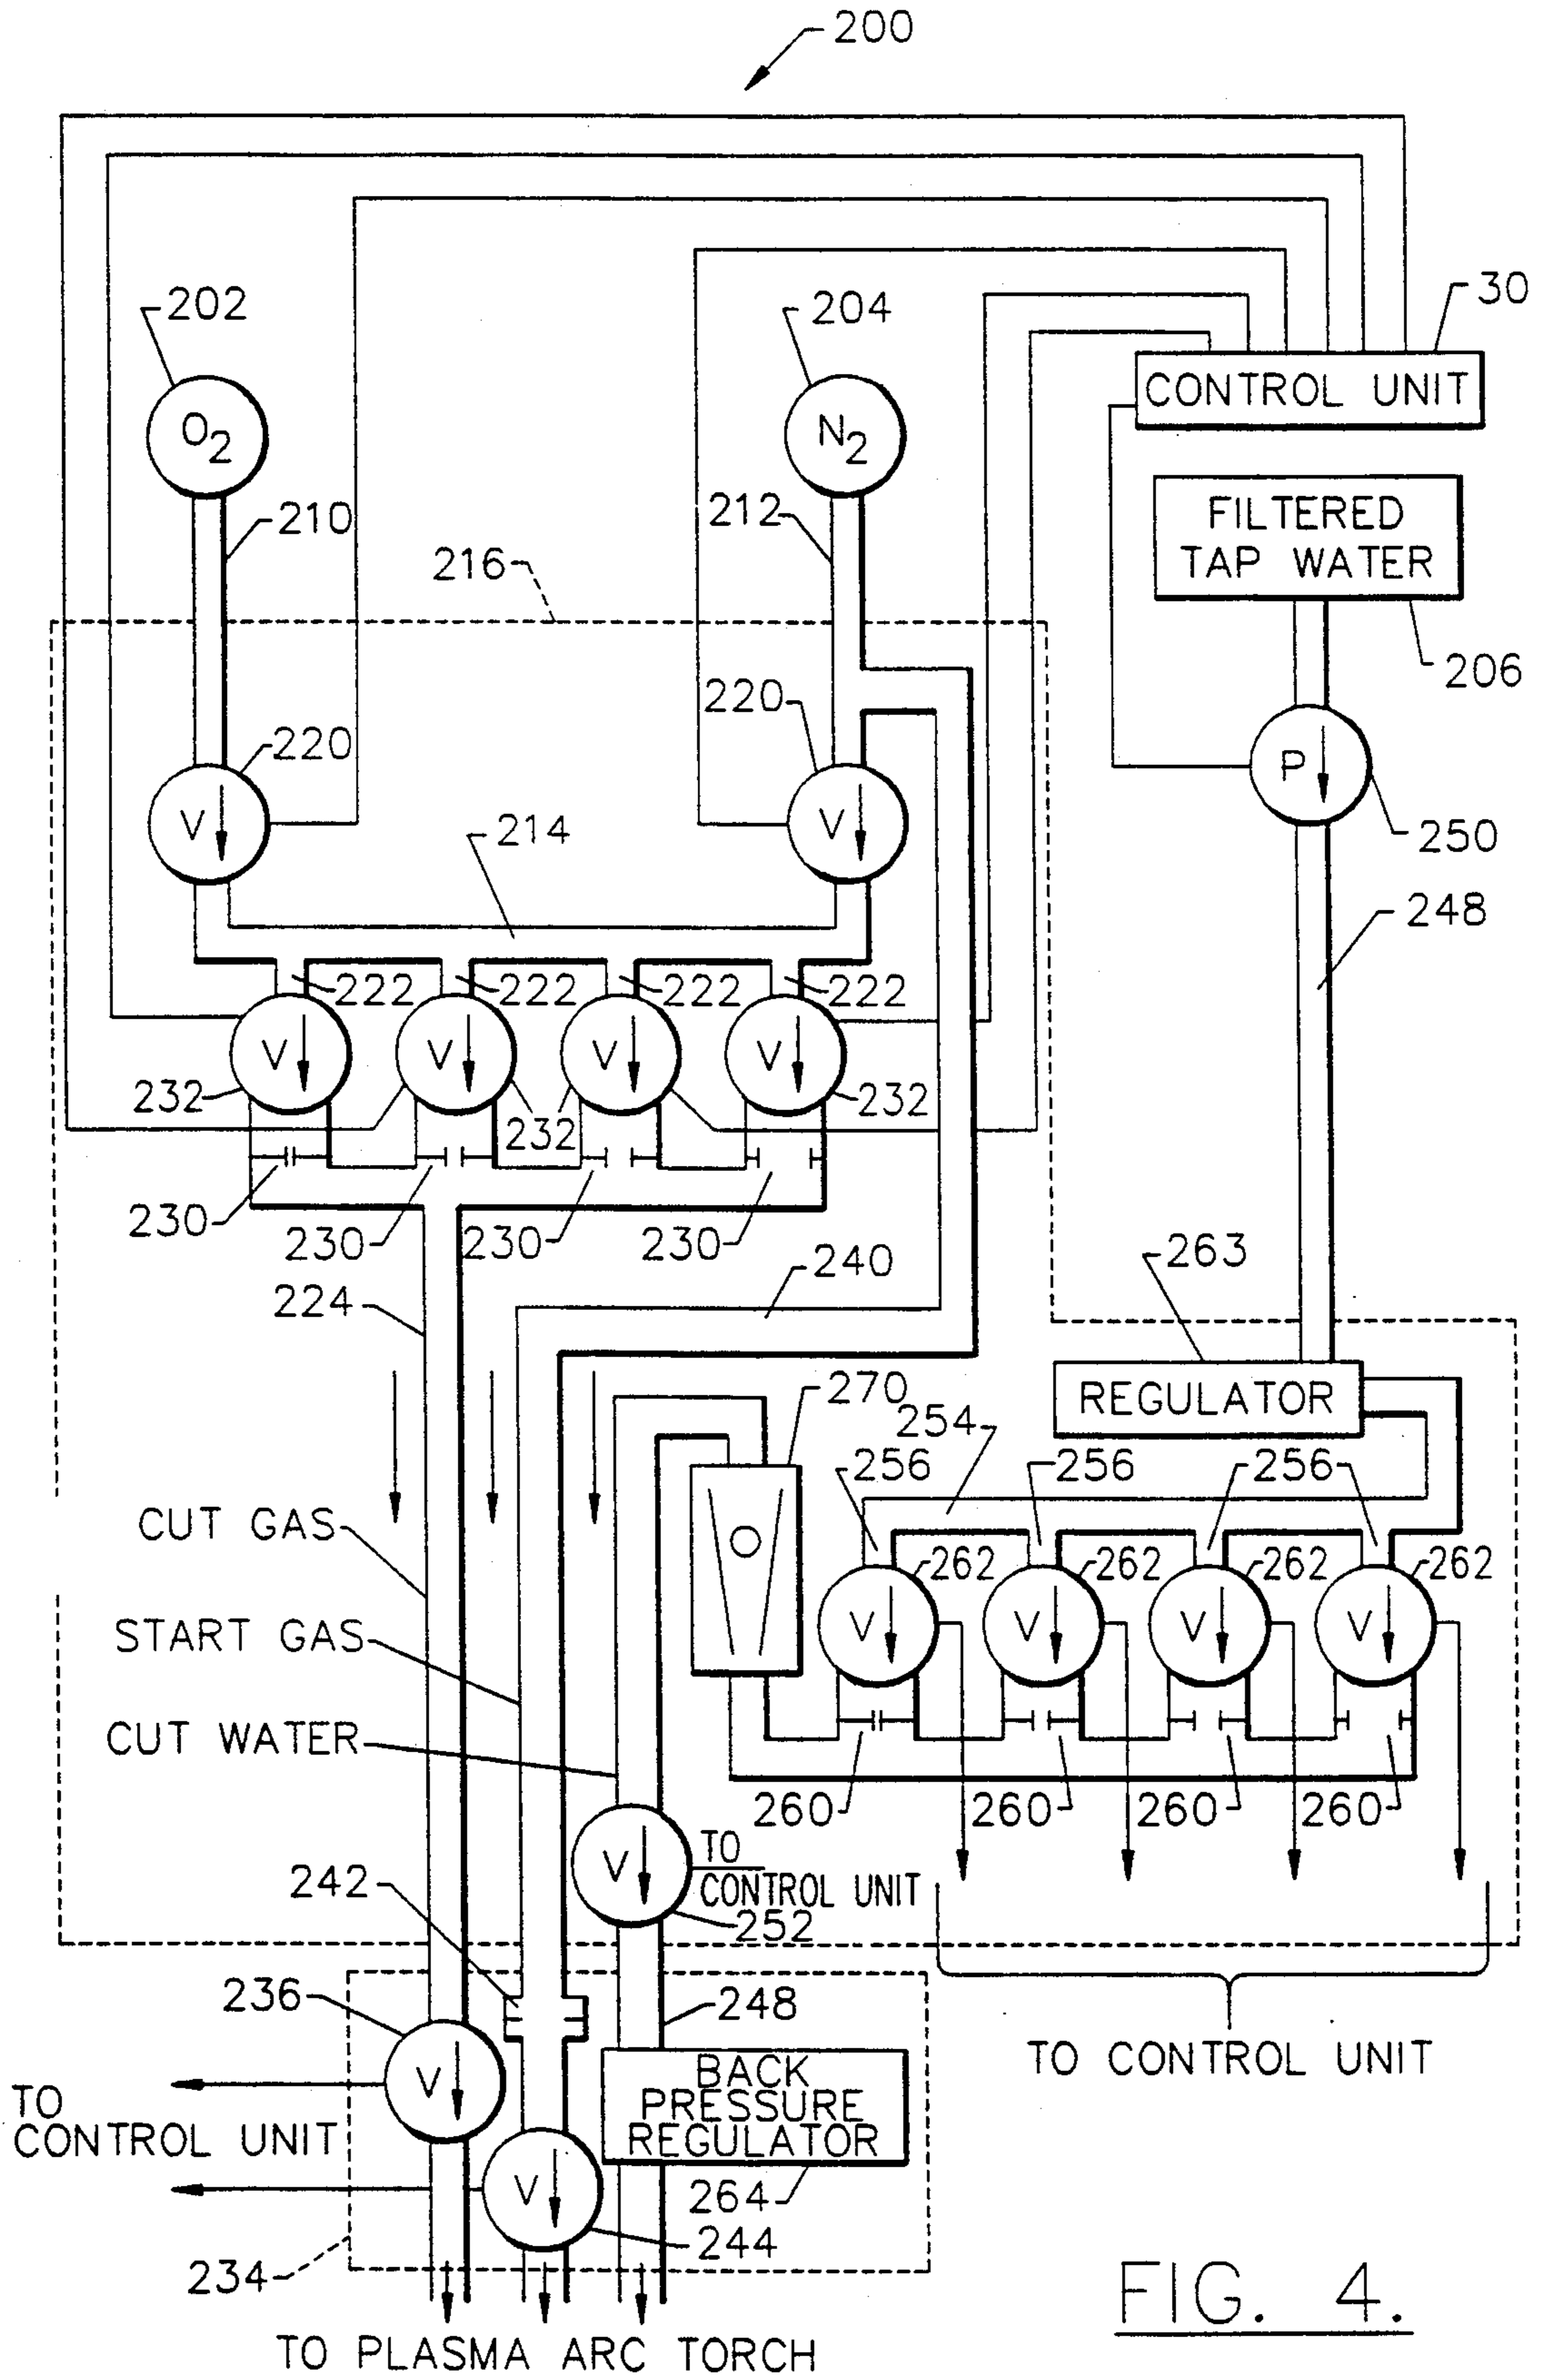 200
30
202
204
O2
N2
CONTROL UNIT
210
212
FILTERED
TAP WATER
216
206
220
220
V
V
P
250
214
248
222
222
222
222
V
V
V
V
232
232
232
230
230
230
230
240
263
224
270
REGULATOR
254
256
256
256
CUT GAS
262
262
262
262
V
V
V
V
START GAS
CUT WATER
260
260
260
260
V
TO
CONTROL UNIT
242
252
236
248
TO CONTROL UNIT
V
BACK
PRESSURE
REGULATOR
TO
CONTROL UNIT
V
264
244
234
FIG. 4.
TO PLASMA ARC TORCH